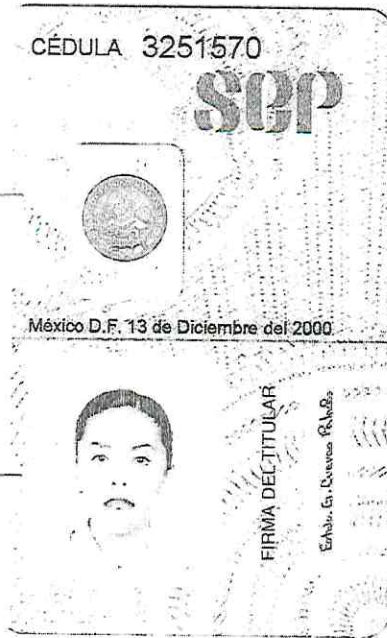 CÉDULA 3251570
SEP
México D.F. 13 de Diciembre del 2000
FIRMA DEL TITULAR